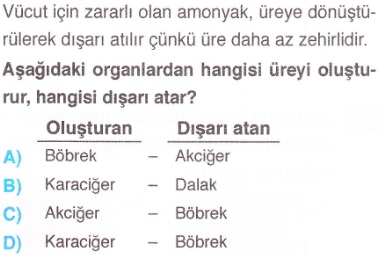 Vücut için zararlı olan amonyak, üreye dönüştü-
rülerek dışarı atılır çünkü üre daha az zehirlidir.
Aşağıdaki organlardan hangisi üreyi oluştu-
rur, hangisi dışarı atar?
Oluşturan Dışarı atan
A) Böbrek – Akciğer
B) Karaciğer – Dalak
C) Akciğer – Böbrek
D) Karaciğer – Böbrek